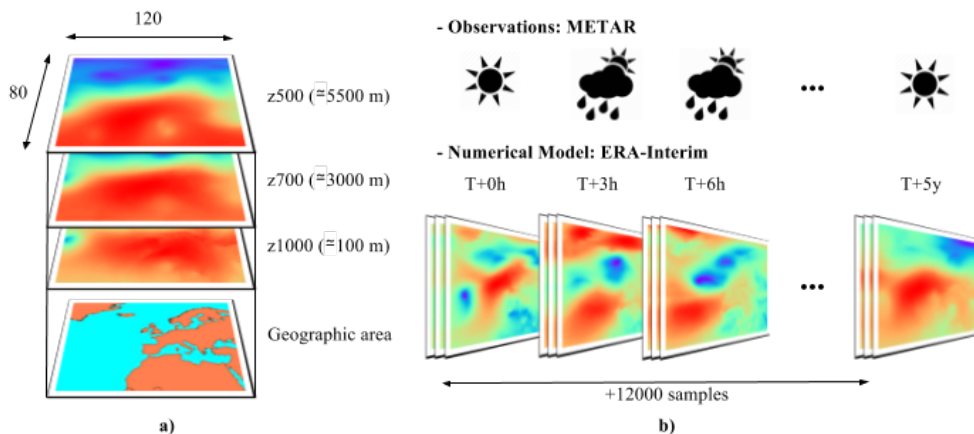 120
80
z500 (≅5500 m)
z700 (≅3000 m)
z1000 (≅100 m)
Geographic area
a)
- Observations: METAR
...
- Numerical Model: ERA-Interim
T+0h T+3h T+6h T+5y
...
+12000 samples
b)